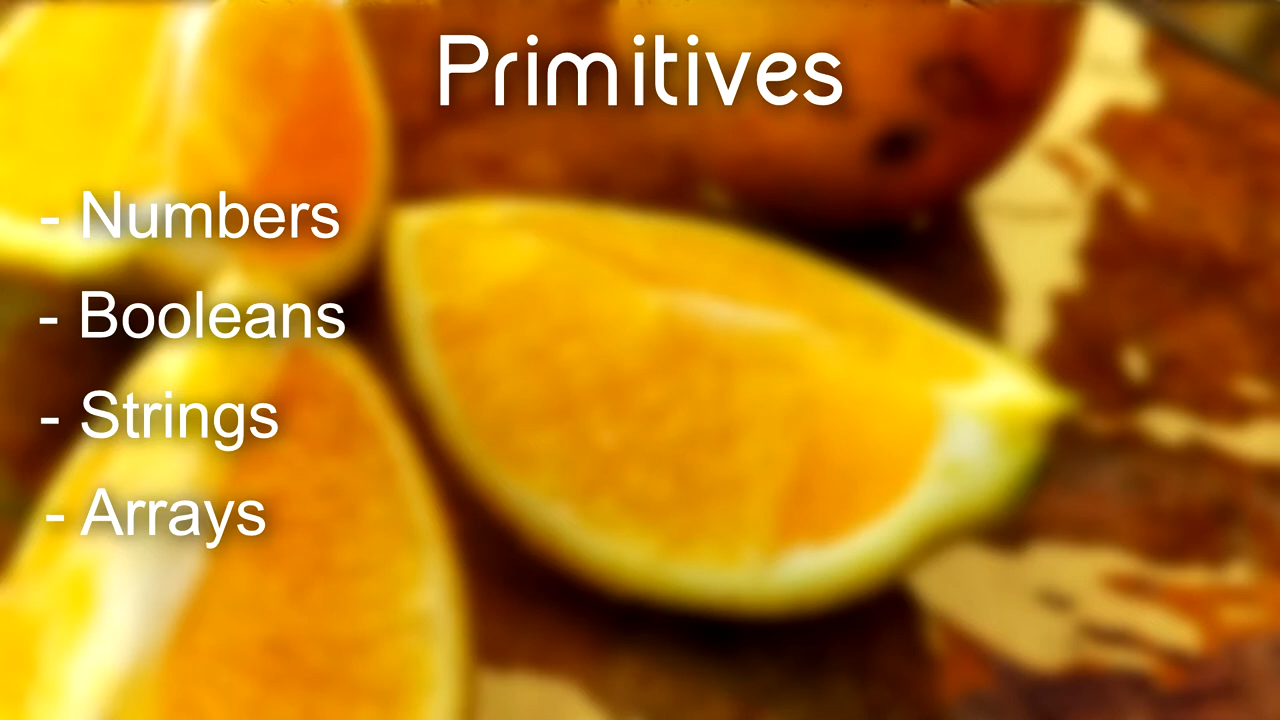 Primitives
- Numbers
- Booleans
- Strings
- Arrays